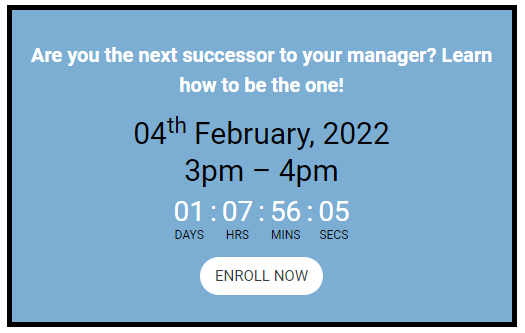 Are you the next successor to your manager? Learn
how to be the one!
04th February, 2022
3pm – 4pm
01 : 07 : 56 : 05
DAYS HRS MINS SECS
ENROLL NOW